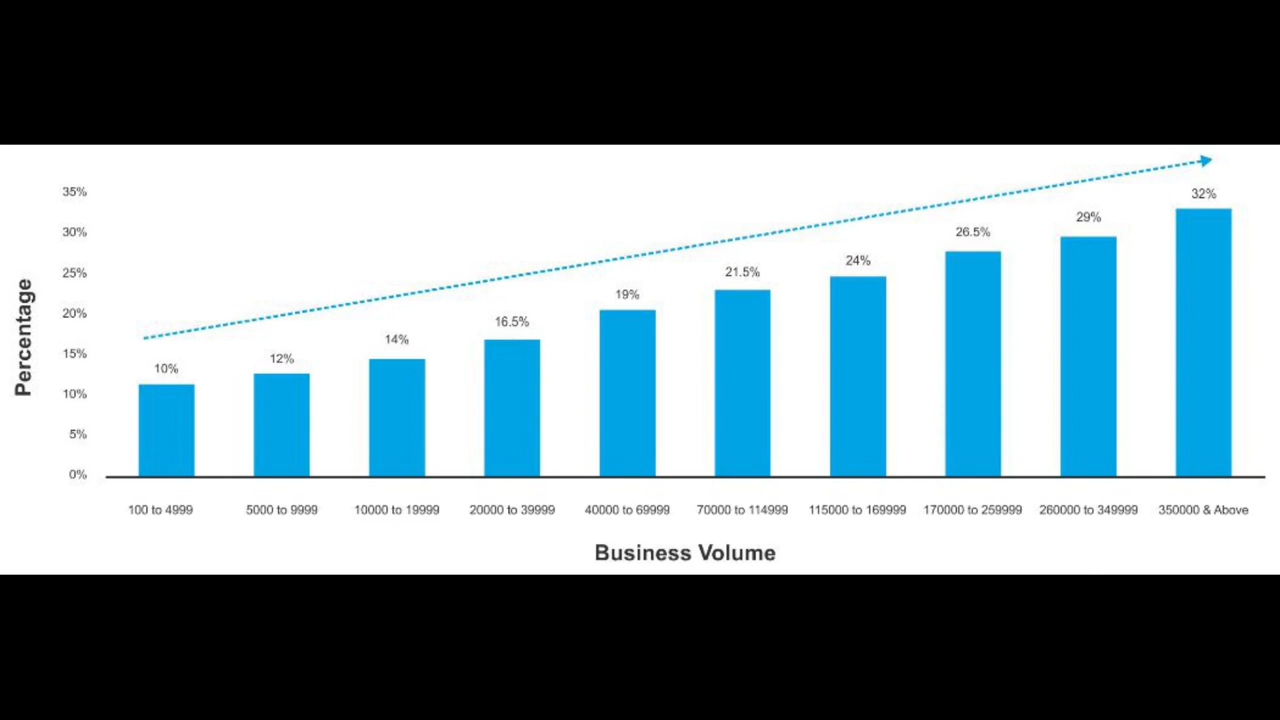 35%
30%
25%
20%
15%
10%
5%
0%
Percentage
10%
12%
14%
16.5%
19%
21.5%
24%
26.5%
29%
32%
100 to 4999
5000 to 9999
10000 to 19999
20000 to 39999
40000 to 69999
70000 to 114999
115000 to 169999
170000 to 259999
260000 to 349999
350000 & Above
Business Volume